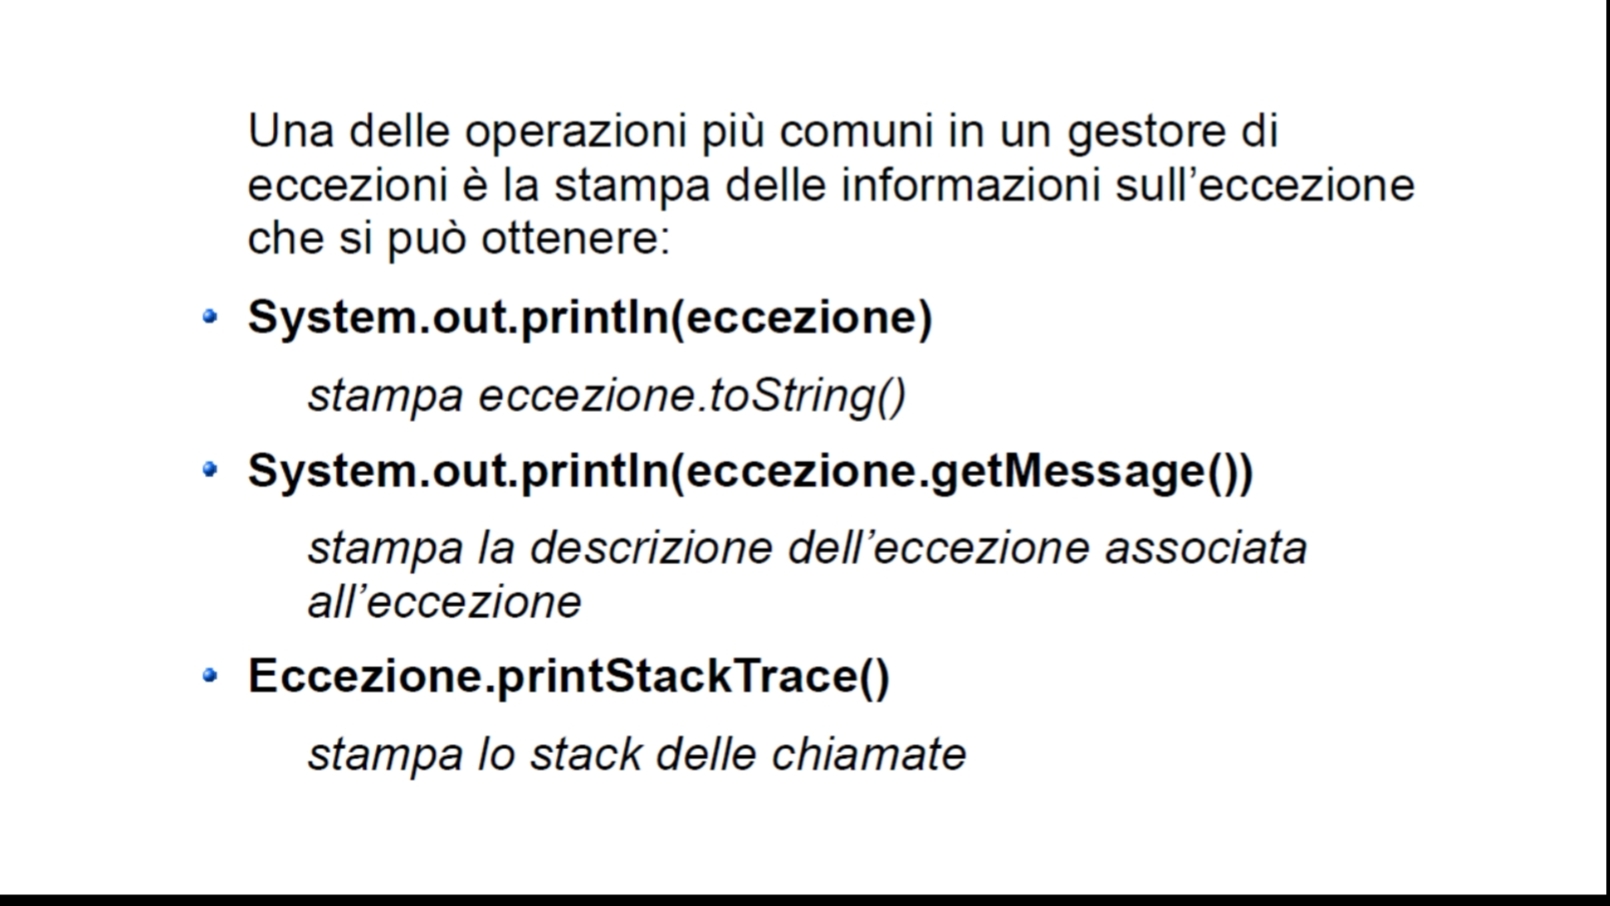 Una delle operazioni più comuni in un gestore di
eccezioni è la stampa delle informazioni sull’eccezione
che si può ottenere:
System.out.println(eccezione)
stampa eccezione.toString()
System.out.println(eccezione.getMessage())
stampa la descrizione dell’eccezione associata
all’eccezione
Eccezione.printStackTrace()
stampa lo stack delle chiamate